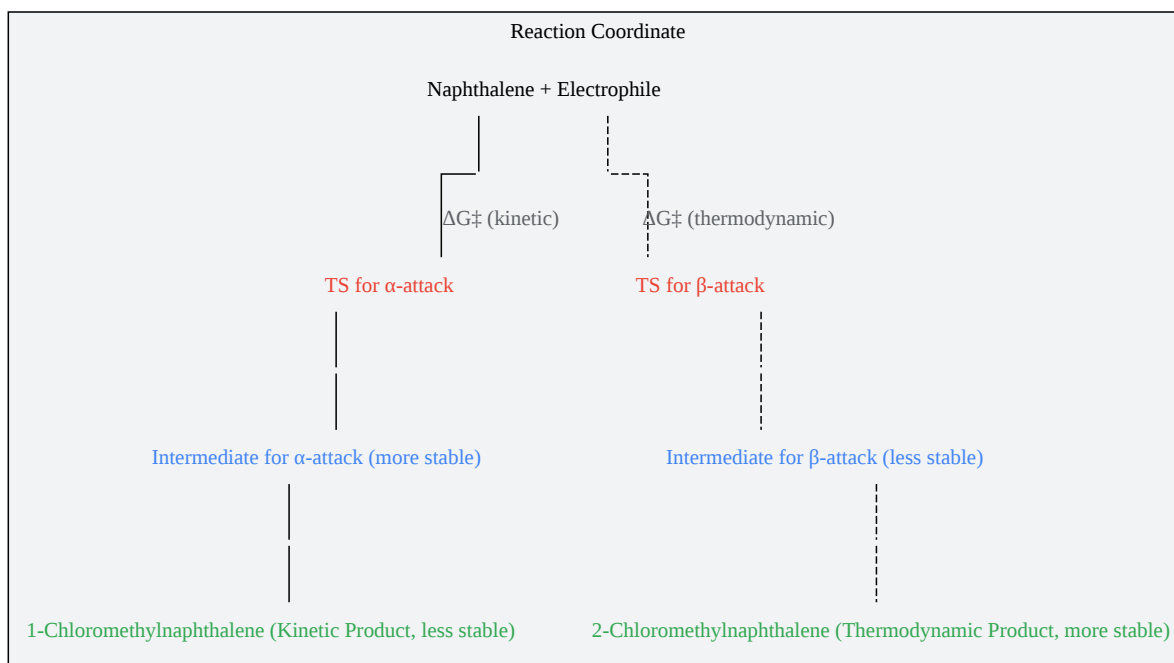 Reaction Coordinate
Naphthalene + Electrophile
ΔG‡ (kinetic)
ΔG‡ (thermodynamic)
TS for α-attack
TS for β-attack
Intermediate for α-attack (more stable)
Intermediate for β-attack (less stable)
1-Chloromethylnaphthalene (Kinetic Product, less stable)
2-Chloromethylnaphthalene (Thermodynamic Product, more stable)